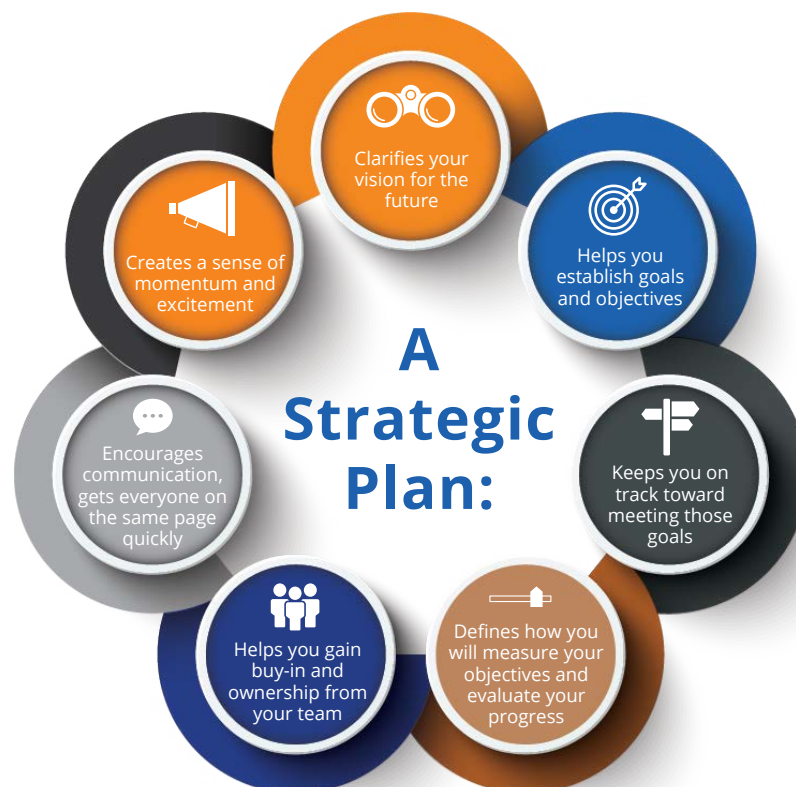 A
Strategic
Plan:
Clarifies your
vision for the
future
Helps you
establish goals
and objectives
Keeps you on
track toward
meeting those
goals
Defines how you
will measure your
objectives and
evaluate your
progress
Helps you gain
buy-in and
ownership from
your team
Encourages
communication,
gets everyone on
the same page
quickly
Creates a sense of
momentum and
excitement